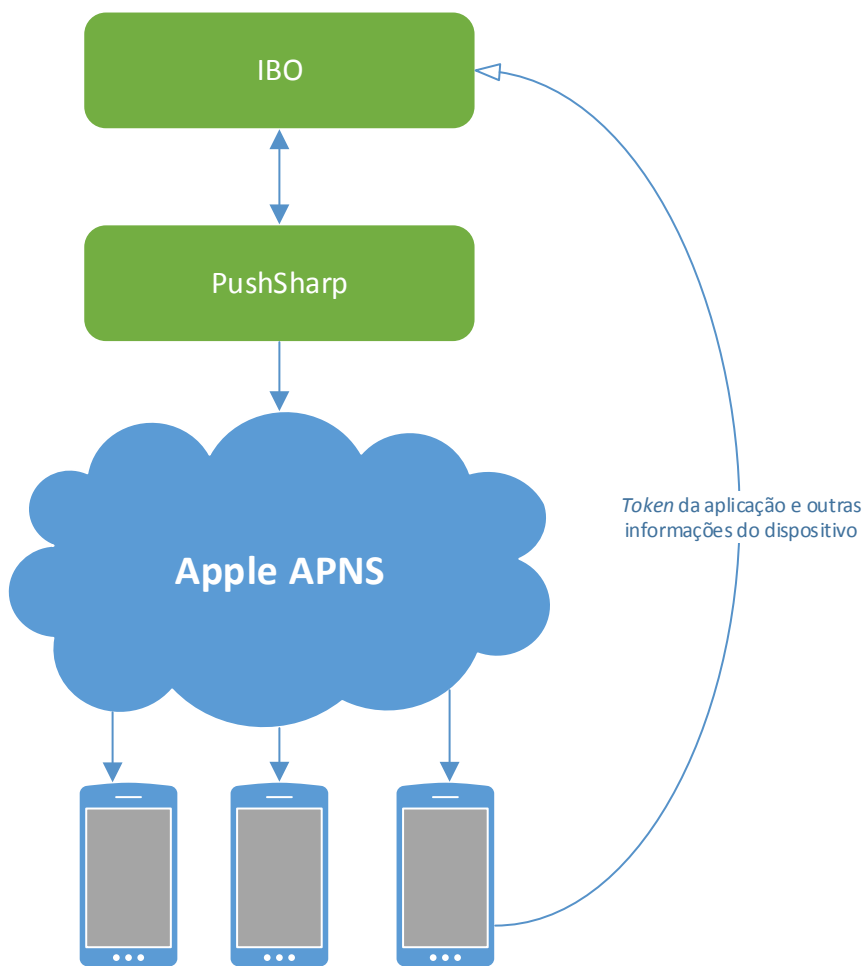 IBO
PushSharp
Apple APNS
Token da aplicação e outras
informações do dispositivo